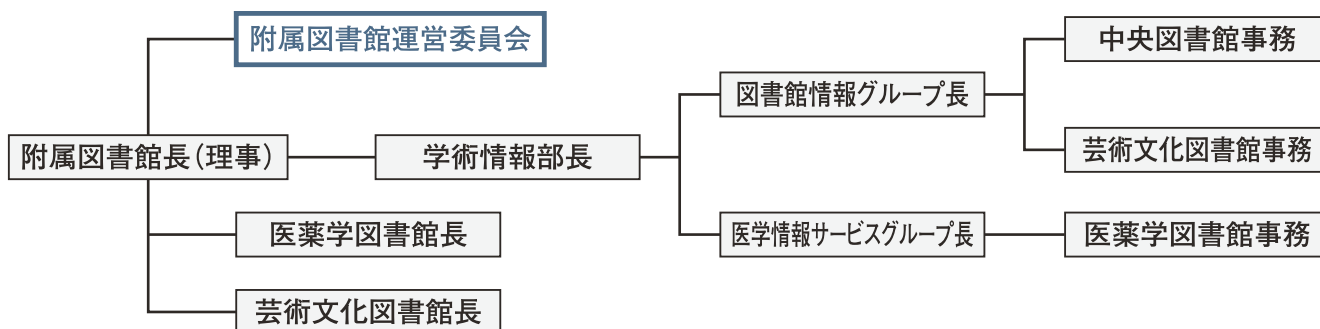 附属図書館運営委員会
附属図書館長（理事）
学術情報部長
医薬学図書館長
芸術文化図書館長
図書館情報グループ長
医学情報サービスグループ長
中央図書館事務
芸術文化図書館事務
医薬学図書館事務